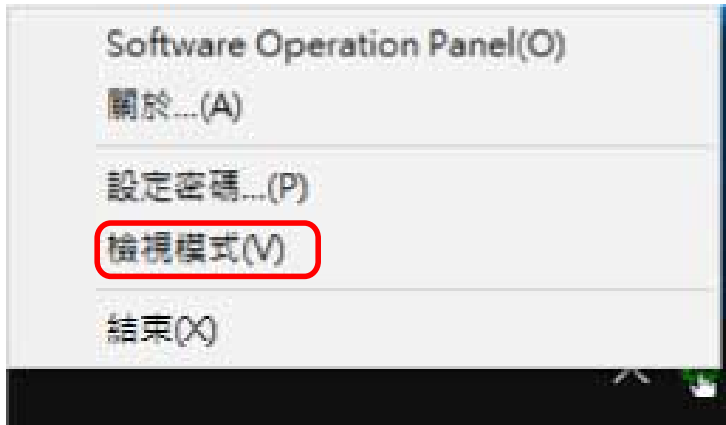 Software Operation Panel(O)
關於...(A)
設定密碼...(P)
檢視模式(V)
結束(X)